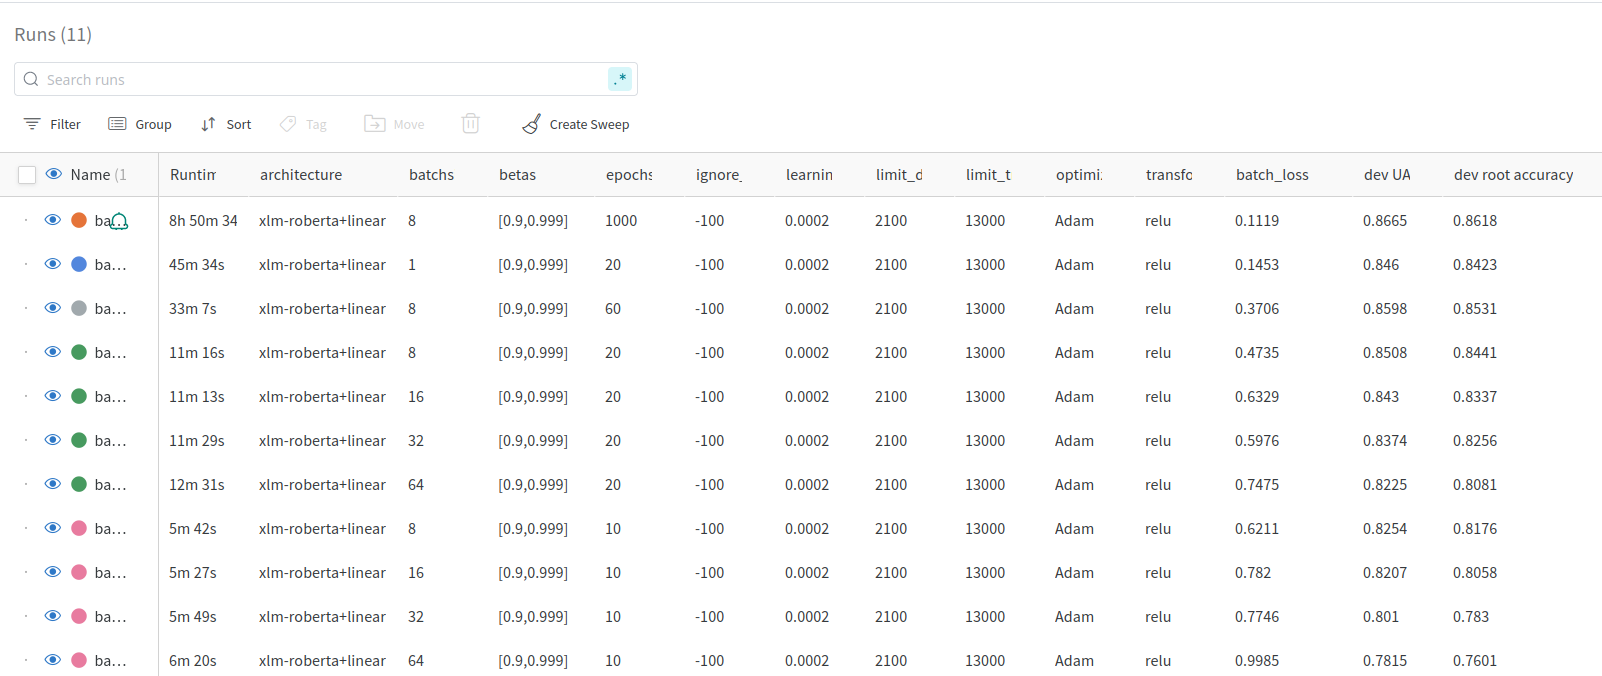 Runs (11)
Search runs .*
Filter Group Sort Tag Move Create Sweep
Name (1 Runtin architecture batchs betas epochs ignore_ learnin limit_d limit_t optimi transfo batch_loss dev UA dev root accuracy
ba 8h 50m 34 xlm-roberta+linear 8 [0.9,0.999] 1000 -100 0.0002 2100 13000 Adam relu 0.1119 0.8665 0.8618
ba... 45m 34s xlm-roberta+linear 1 [0.9,0.999] 20 -100 0.0002 2100 13000 Adam relu 0.1453 0.846 0.8423
ba... 33m 7s xlm-roberta+linear 8 [0.9,0.999] 60 -100 0.0002 2100 13000 Adam relu 0.3706 0.8598 0.8531
ba... 11m 16s xlm-roberta+linear 8 [0.9,0.999] 20 -100 0.0002 2100 13000 Adam relu 0.4735 0.8508 0.8441
ba... 11m 13s xlm-roberta+linear 16 [0.9,0.999] 20 -100 0.0002 2100 13000 Adam relu 0.6329 0.843 0.8337
ba... 11m 29s xlm-roberta+linear 32 [0.9,0.999] 20 -100 0.0002 2100 13000 Adam relu 0.5976 0.8374 0.8256
ba... 12m 31s xlm-roberta+linear 64 [0.9,0.999] 20 -100 0.0002 2100 13000 Adam relu 0.7475 0.8225 0.8081
ba... 5m 42s xlm-roberta+linear 8 [0.9,0.999] 10 -100 0.0002 2100 13000 Adam relu 0.6211 0.8254 0.8176
ba... 5m 27s xlm-roberta+linear 16 [0.9,0.999] 10 -100 0.0002 2100 13000 Adam relu 0.782 0.8207 0.8058
ba... 5m 49s xlm-roberta+linear 32 [0.9,0.999] 10 -100 0.0002 2100 13000 Adam relu 0.7746 0.801 0.783
ba... 6m 20s xlm-roberta+linear 64 [0.9,0.999] 10 -100 0.0002 2100 13000 Adam relu 0.9985 0.7815 0.7601